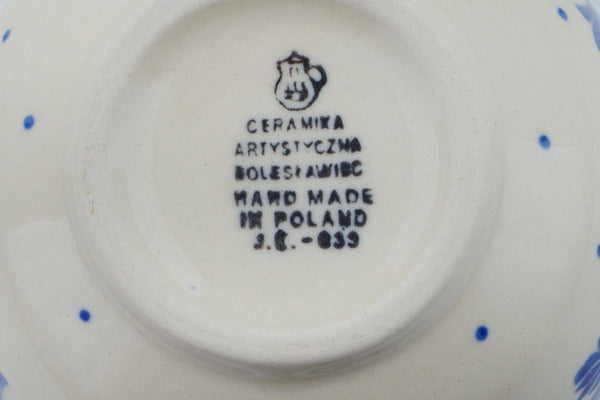 CERAMIKA
ARTYSTYCZNA
BOLESŁAWIEC
HAND MADE
IN POLAND